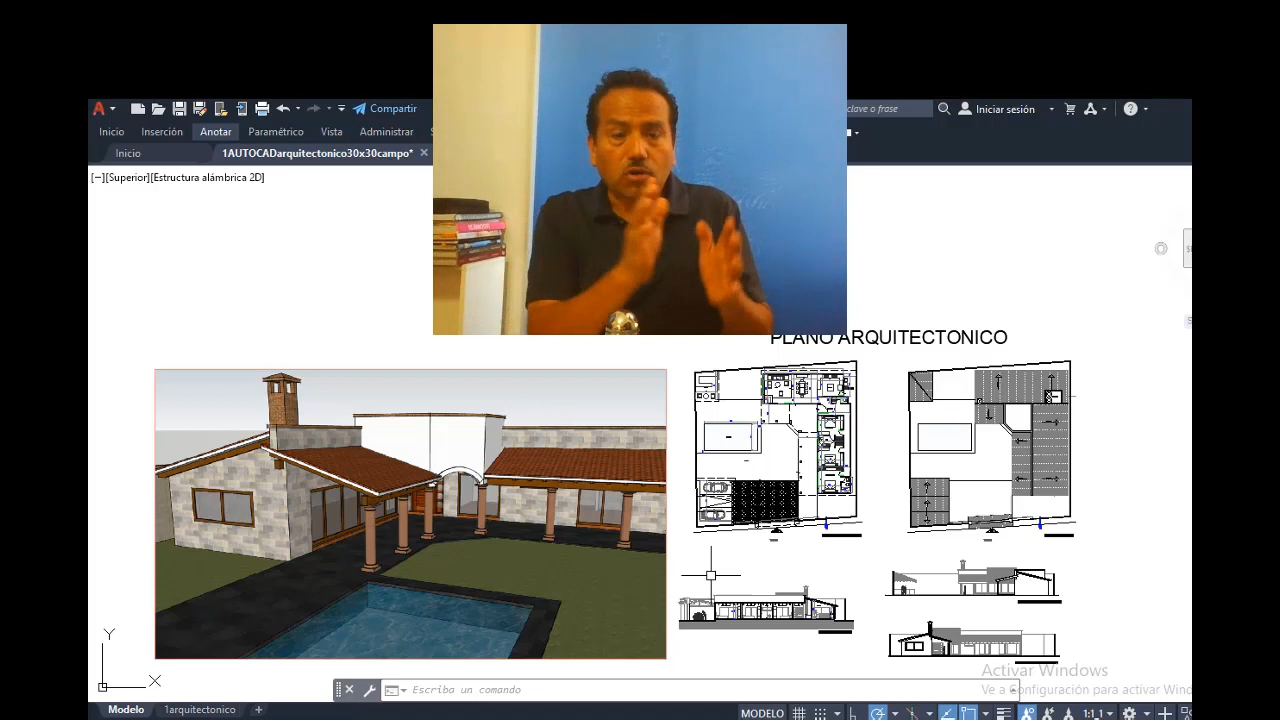 Compartir
clave o frase
Iniciar sesión
Inicio
Inserción
Anotar
Paramétrico
Vista
Administrar
Inicio
1AUTOCADarquitectonico30x30campo*
[−][Superior][Estructura alámbrica 2D]
PLANO ARQUITECTONICO
Y
X
Activar Windows
Ve a Configuración para activar Win
Escriba un comando
Modelo
1arquitectonico
MODELO
1:1